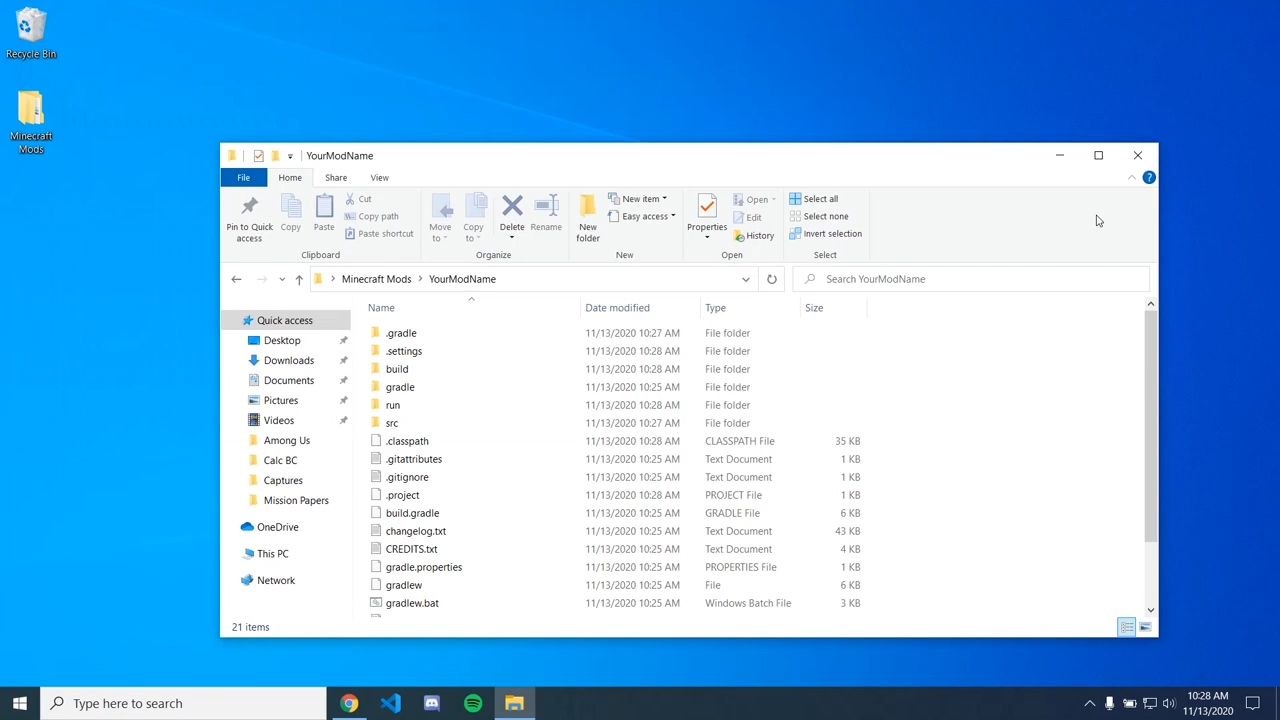 Recycle Bin
Minecraft
Mods
YourModName
File
Home
Share
View
Pin to Quick
access
Copy
Paste
Cut
Copy path
Paste shortcut
Clipboard
Move
to
Copy
to
Delete
Rename
Organize
New
folder
New item
Easy access
New
Properties
Open
Edit
History
Open
Select all
Select none
Invert selection
Select
Minecraft Mods
YourModName
Search YourModName
Quick access
Desktop
Downloads
Documents
Pictures
Videos
Among Us
Calc BC
Captures
Mission Papers
OneDrive
This PC
Network
Name Date modified Type Size
.gradle 11/13/2020 10:27 AM File folder
.settings 11/13/2020 10:28 AM File folder
build 11/13/2020 10:28 AM File folder
gradle 11/13/2020 10:25 AM File folder
run 11/13/2020 10:28 AM File folder
src 11/13/2020 10:27 AM File folder
.classpath 11/13/2020 10:28 AM CLASSPATH File 35 KB
.gitattributes 11/13/2020 10:25 AM Text Document 1 KB
.gitignore 11/13/2020 10:25 AM Text Document 1 KB
.project 11/13/2020 10:28 AM PROJECT File 1 KB
build.gradle 11/13/2020 10:25 AM GRADLE File 6 KB
changelog.txt 11/13/2020 10:25 AM Text Document 43 KB
CREDITS.txt 11/13/2020 10:25 AM Text Document 4 KB
gradle.properties 11/13/2020 10:25 AM PROPERTIES File 1 KB
gradlew 11/13/2020 10:25 AM File 6 KB
gradlew.bat 11/13/2020 10:25 AM Windows Batch File 3 KB
21 items
Type here to search
10:28 AM
11/13/2020